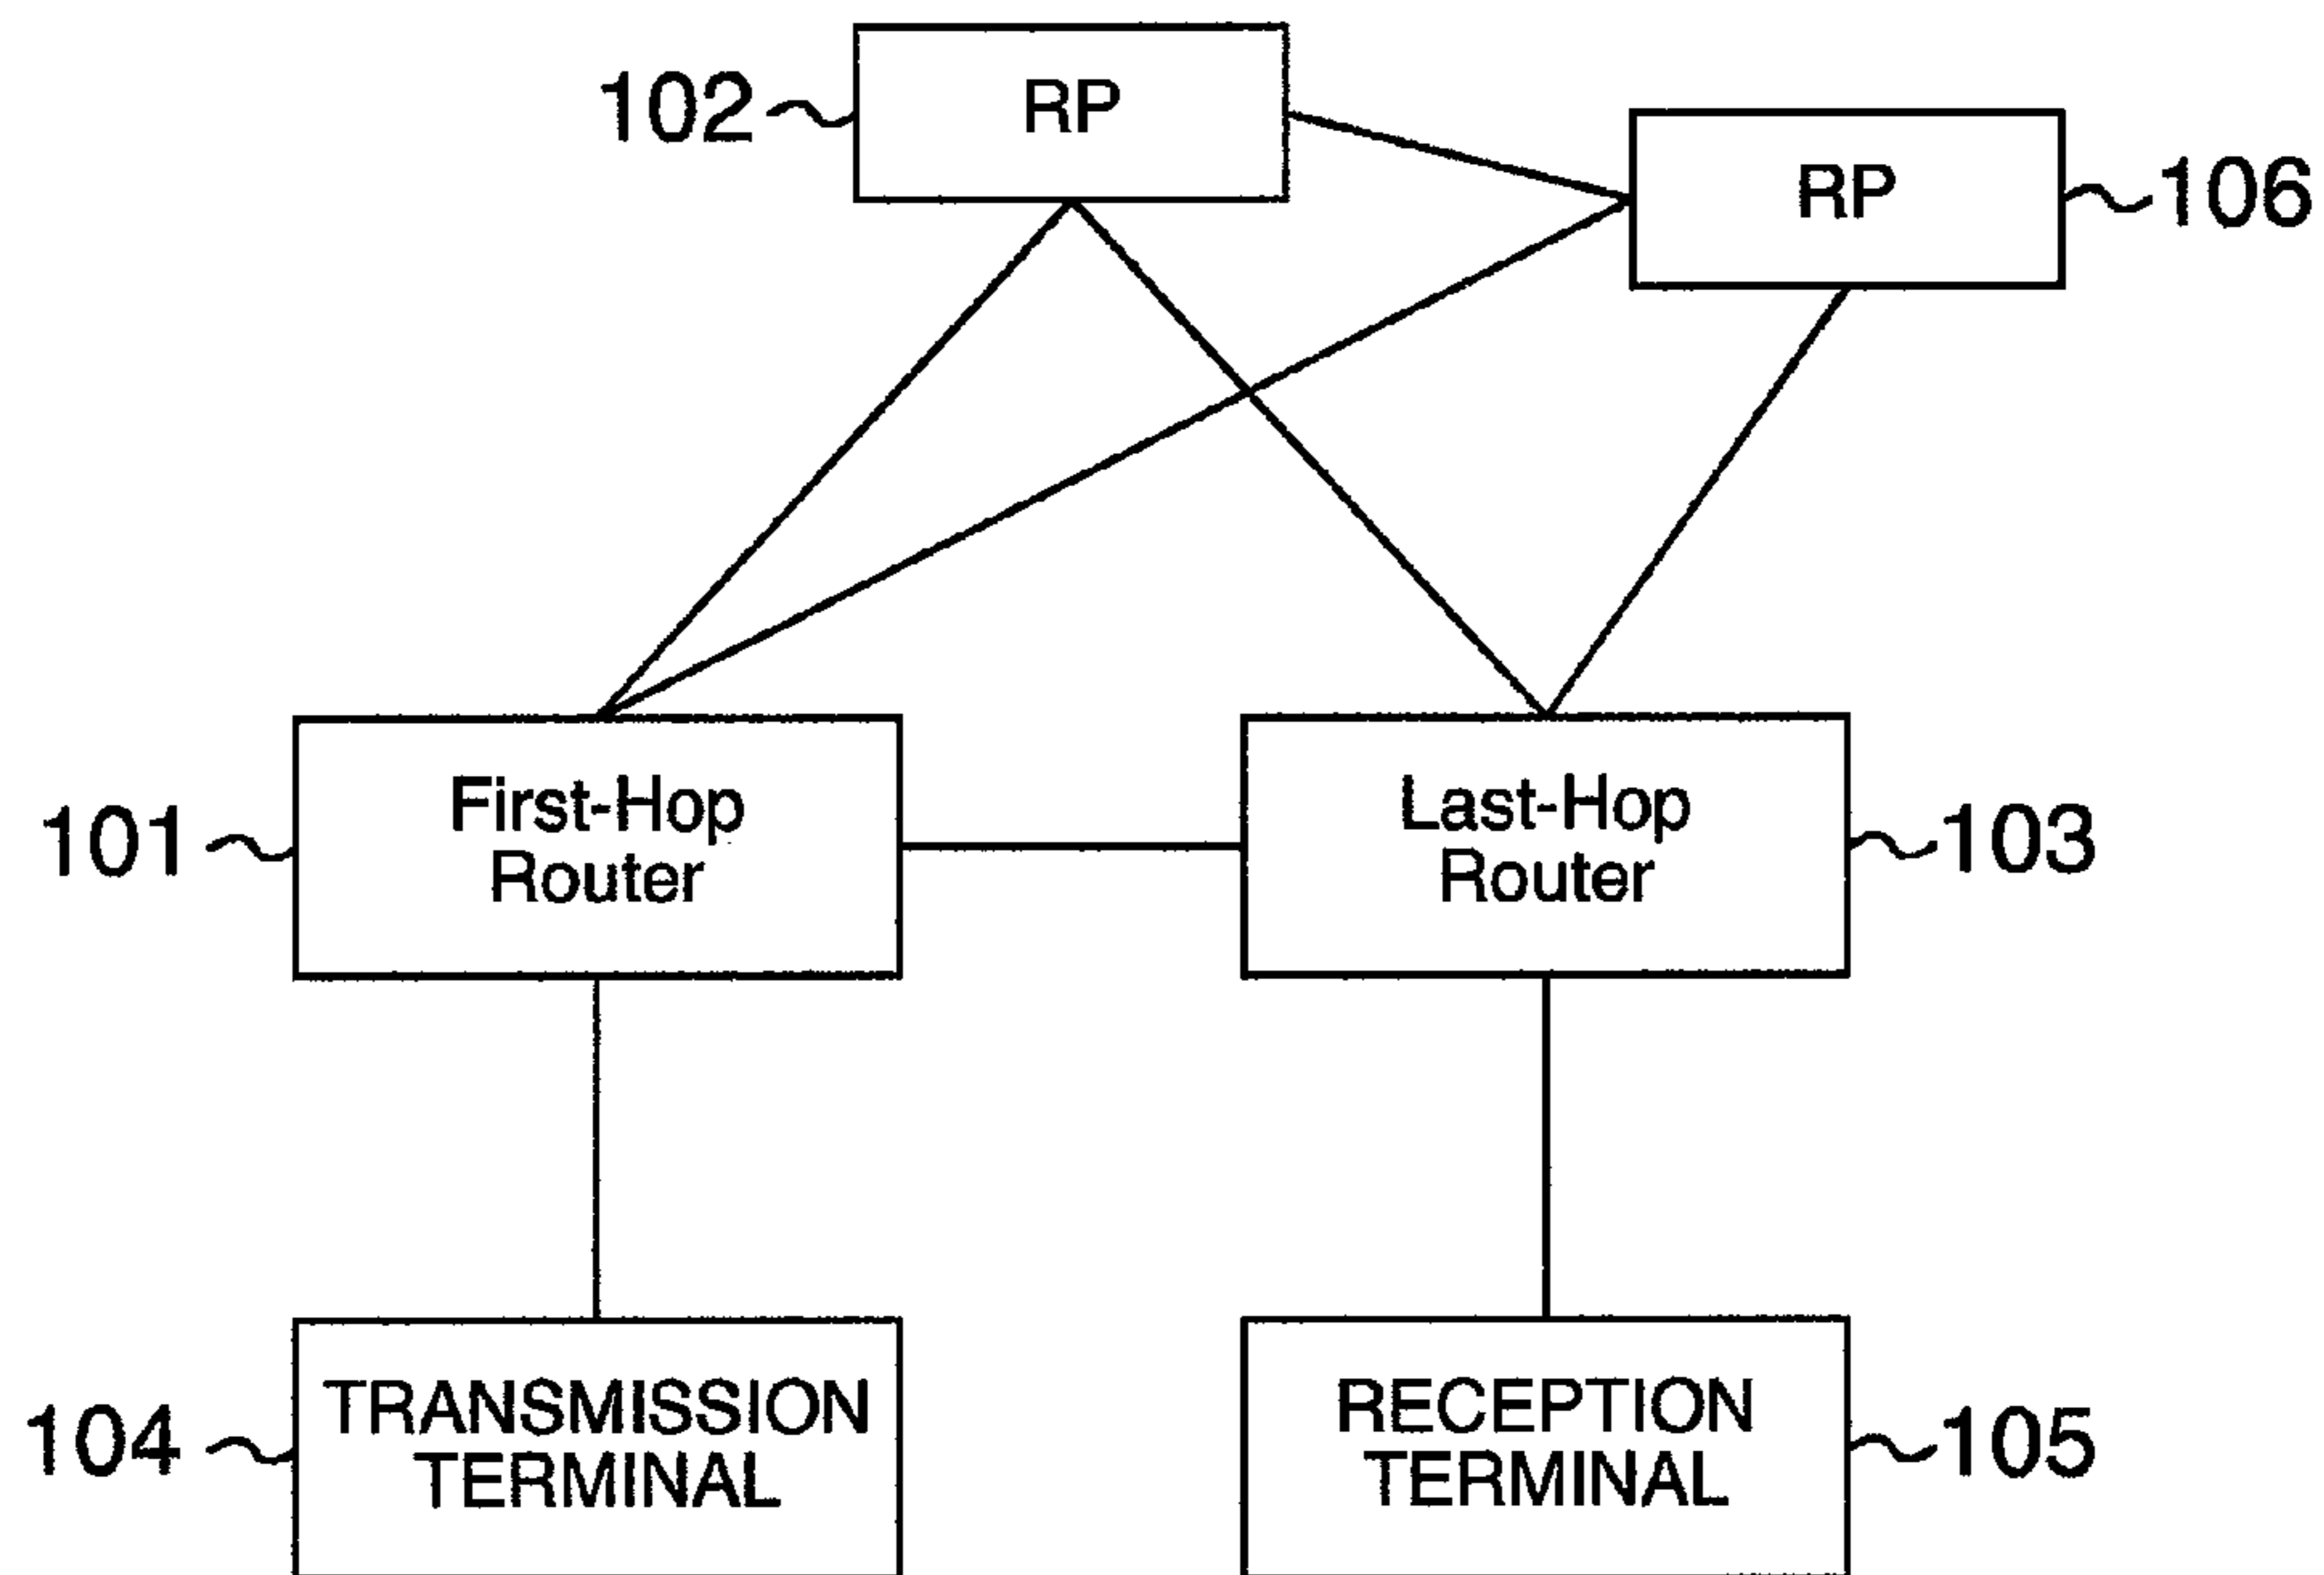 102
RP
RP
106
101
First-Hop
Router
Last-Hop
Router
103
104
TRANSMISSION
TERMINAL
RECEPTION
TERMINAL
105